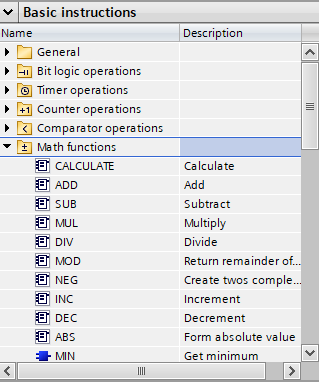 Basic instructions
Name Description
General
Bit logic operations
Timer operations
Counter operations
Comparator operations
Math functions
CALCULATE Calculate
ADD Add
SUB Subtract
MUL Multiply
DIV Divide
MOD Return remainder of...
NEG Create twos comple...
INC Increment
DEC Decrement
ABS Form absolute value
MIN Get minimum